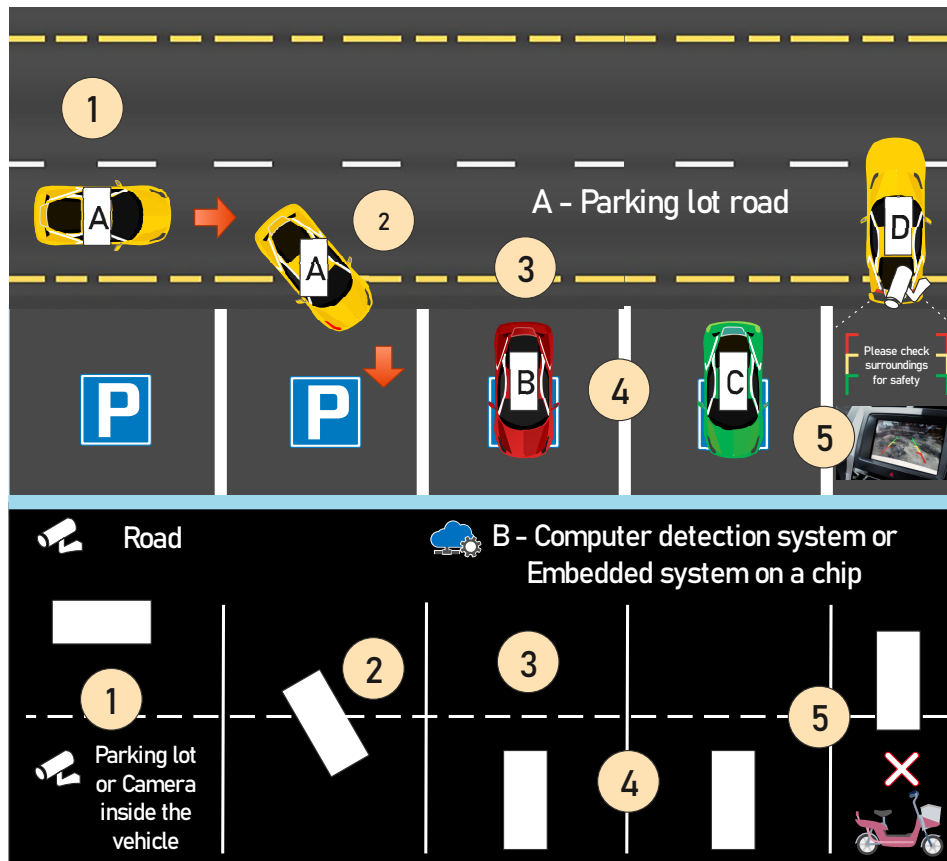 1
A
A
2
A - Parking lot road
D
3
P
P
B
4
C
Please check
surroundings
for safety
5
Road
B - Computer detection system or
Embedded system on a chip
1
2
3
4
5
Parking lot
or Camera
inside the
vehicle